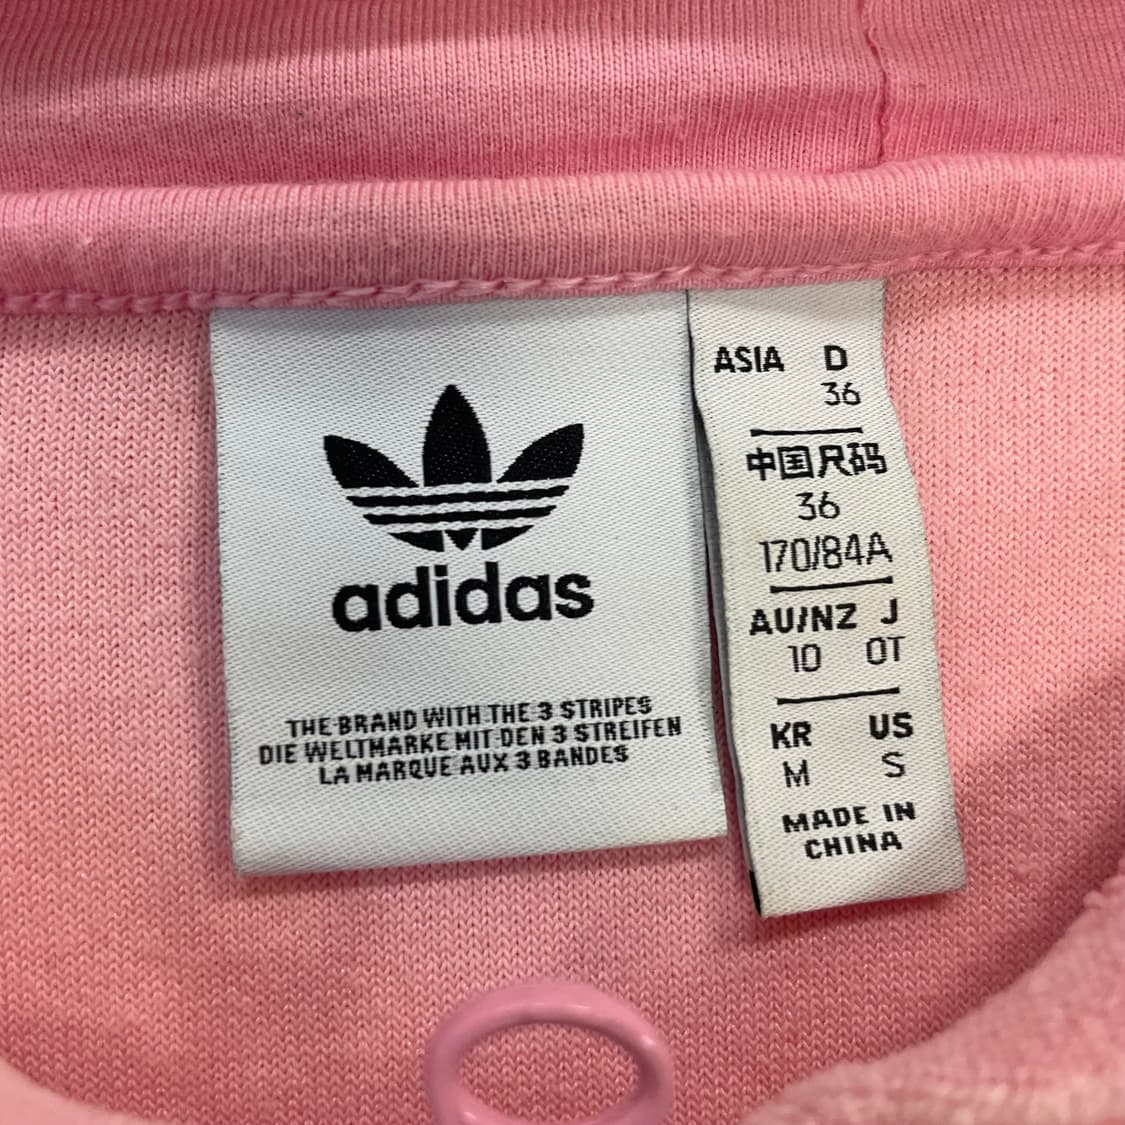 adidas
THE BRAND WITH THE 3 STRIPES
DIE WELTMARKE MIT DEN 3 STREIFEN
LA MARQUE AUX 3 BANDES
ASIA D
36
中国尺码
36
170/84A
AU/NZ J
10 OT
KR US
M S
MADE IN
CHINA